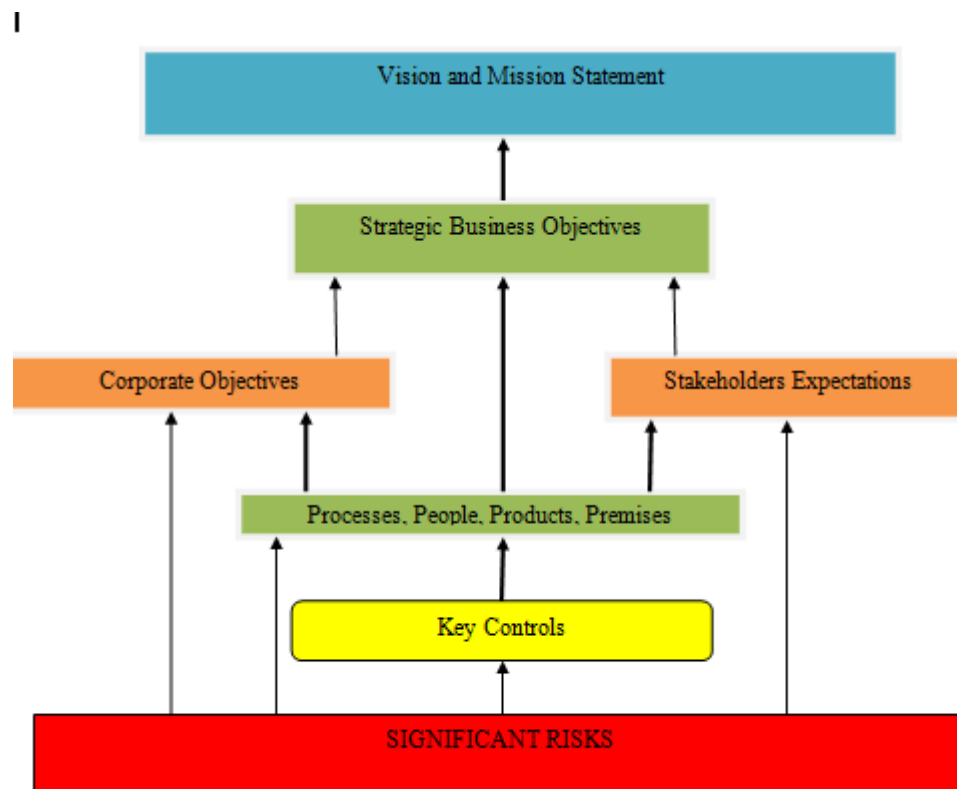 I
Vision and Mission Statement
Strategic Business Objectives
Corporate Objectives
Stakeholders Expectations
Processes, People, Products, Premises
Key Controls
SIGNIFICANT RISKS